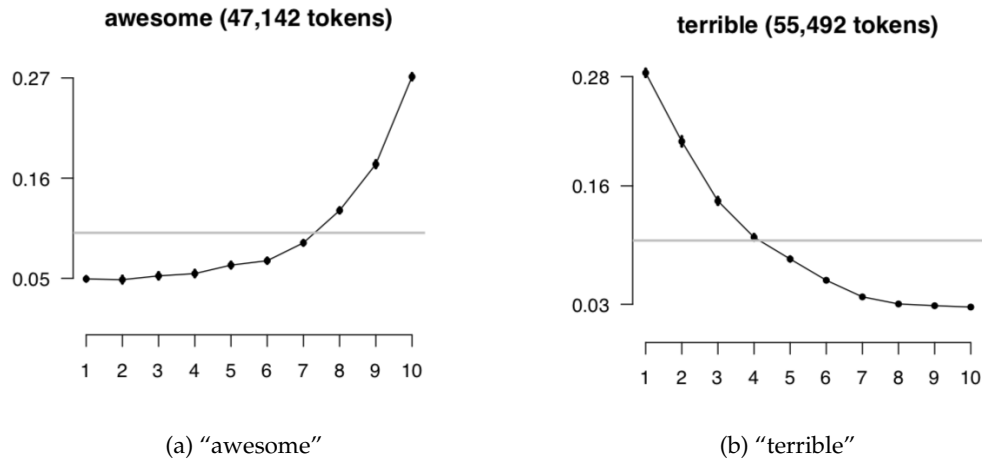 awesome (47,142 tokens)
0.27
0.16
0.05
1 2 3 4 5 6 7 8 9 10
(a) “awesome”
terrible (55,492 tokens)
0.28
0.16
0.03
1 2 3 4 5 6 7 8 9 10
(b) “terrible”